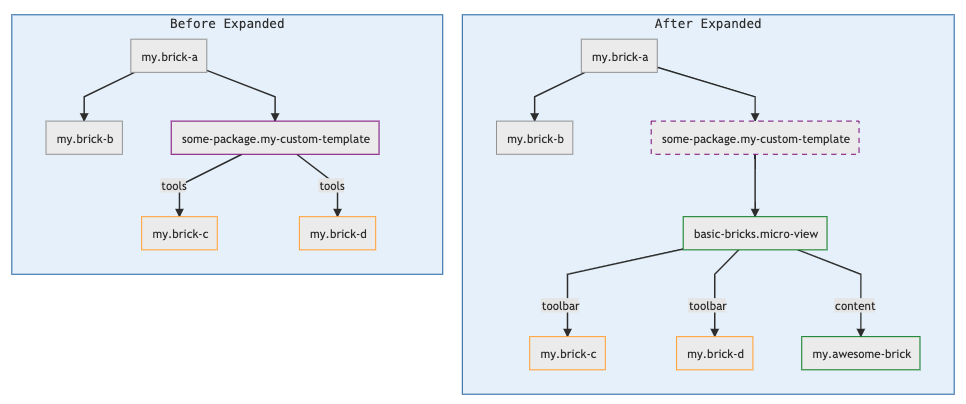 Before Expanded
my.brick-a
my.brick-b
some-package.my-custom-template
tools
tools
my.brick-c
my.brick-d
After Expanded
my.brick-a
my.brick-b
some-package.my-custom-template
basic-bricks.micro-view
toolbar
toolbar
content
my.brick-c
my.brick-d
my.awesome-brick